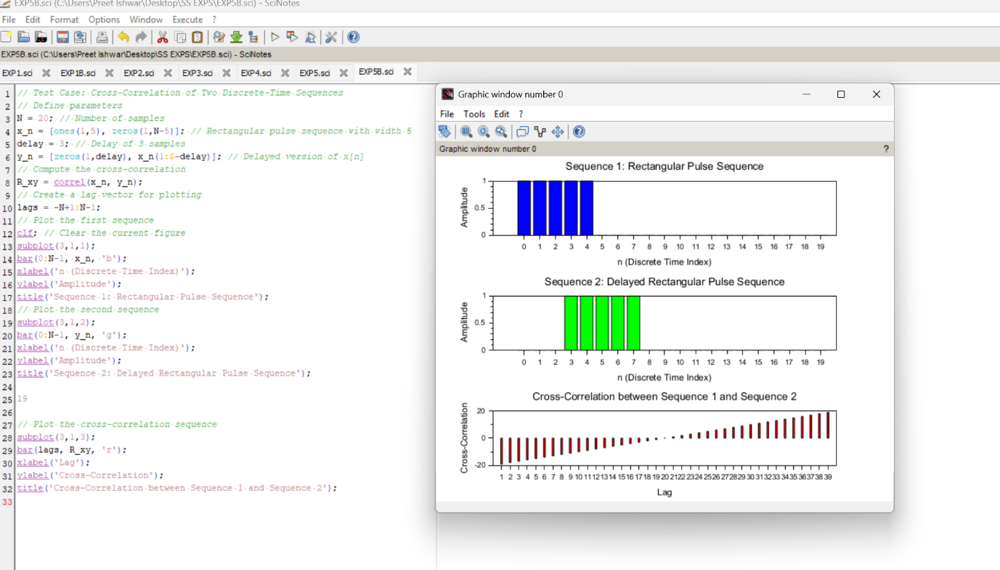 EXP5B.sci (C:\Users\Preet Ishwar\Desktop\SS EXPS\EXP5B.sci) - SciNotes
File Edit Format Options Window Execute ?
EXP5B.sci (C:\Users\Preet Ishwar\Desktop\SS EXPS\EXP5B.sci) - SciNotes
EXP1.sci EXP1B.sci EXP2.sci EXP3.sci EXP4.sci EXP5.sci EXP5B.sci
1 // Test Case: Cross-Correlation of Two Discrete-Time Sequences
2 // Define parameters
3 N = 20; // Number of samples
4 x_n = [ones(1,5), zeros(1,N-5)]; // Rectangular pulse sequence with width 5
5 delay = 3; // Delay of 3 samples
6 y_n = [zeros(1,delay), x_n(1:$-delay)]; // Delayed version of x[n]
7 // Compute the cross-correlation
8 R_xy = correl(x_n, y_n);
9 // Create a lag vector for plotting
10 lags = -N+1:N-1;
11 // Plot the first sequence
12 clf; // Clear the current figure
13 subplot(3,1,1);
14 bar(0:N-1, x_n, 'b');
15 xlabel('n (Discrete Time Index)');
16 ylabel('Amplitude');
17 title('Sequence 1: Rectangular Pulse Sequence');
18 // Plot the second sequence
19 subplot(3,1,2);
20 bar(0:N-1, y_n, 'g');
21 xlabel('n (Discrete Time Index)');
22 ylabel('Amplitude');
23 title('Sequence 2: Delayed Rectangular Pulse Sequence');
24
25 19
26
27 // Plot the cross-correlation sequence
28 subplot(3,1,3);
29 bar(lags, R_xy, 'r');
30 xlabel('Lag');
31 ylabel('Cross-Correlation');
32 title('Cross-Correlation between Sequence 1 and Sequence 2');
33
Graphic window number 0
File Tools Edit ?
Graphic window number 0 ?
Sequence 1: Rectangular Pulse Sequence
Amplitude
1
0.5
0
0 1 2 3 4 5 6 7 8 9 10 11 12 13 14 15 16 17 18 19
n (Discrete Time Index)
Sequence 2: Delayed Rectangular Pulse Sequence
Amplitude
1
0.5
0
0 1 2 3 4 5 6 7 8 9 10 11 12 13 14 15 16 17 18 19
n (Discrete Time Index)
Cross-Correlation between Sequence 1 and Sequence 2
Cross-Correlation
20
0
-20
1 2 3 4 5 6 7 8 9 10 11 12 13 14 15 16 17 18 19 20 21 22 23 24 25 26 27 28 29 30 31 32 33 34 35 36 37 38 39
Lag